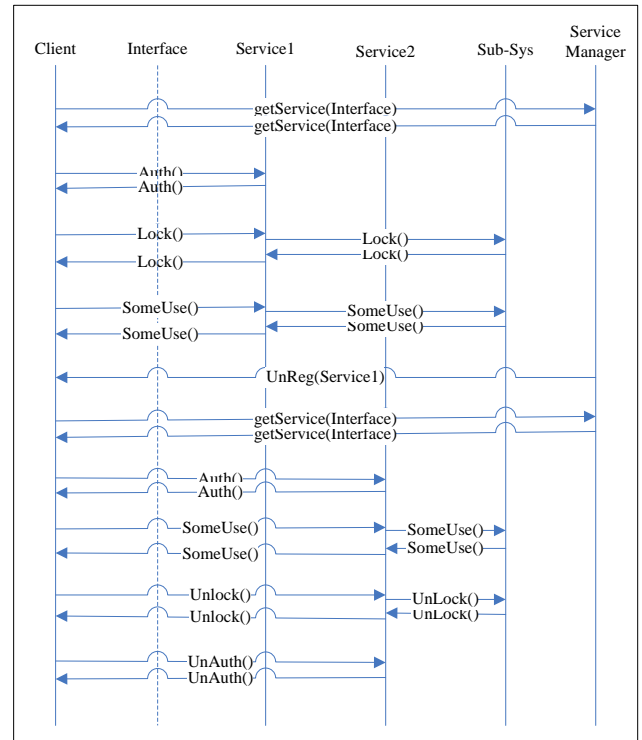 Client Interface Service1 Service2 Sub-Sys Service Manager
getService(Interface)
getService(Interface)
Auth()
Auth()
Lock()
Lock()
Lock()
Lock()
SomeUse()
SomeUse()
SomeUse()
SomeUse()
UnReg(Service1)
getService(Interface)
getService(Interface)
Auth()
Auth()
SomeUse()
SomeUse()
SomeUse()
SomeUse()
Unlock()
UnLock()
Unlock()
UnLock()
UnAuth()
UnAuth()